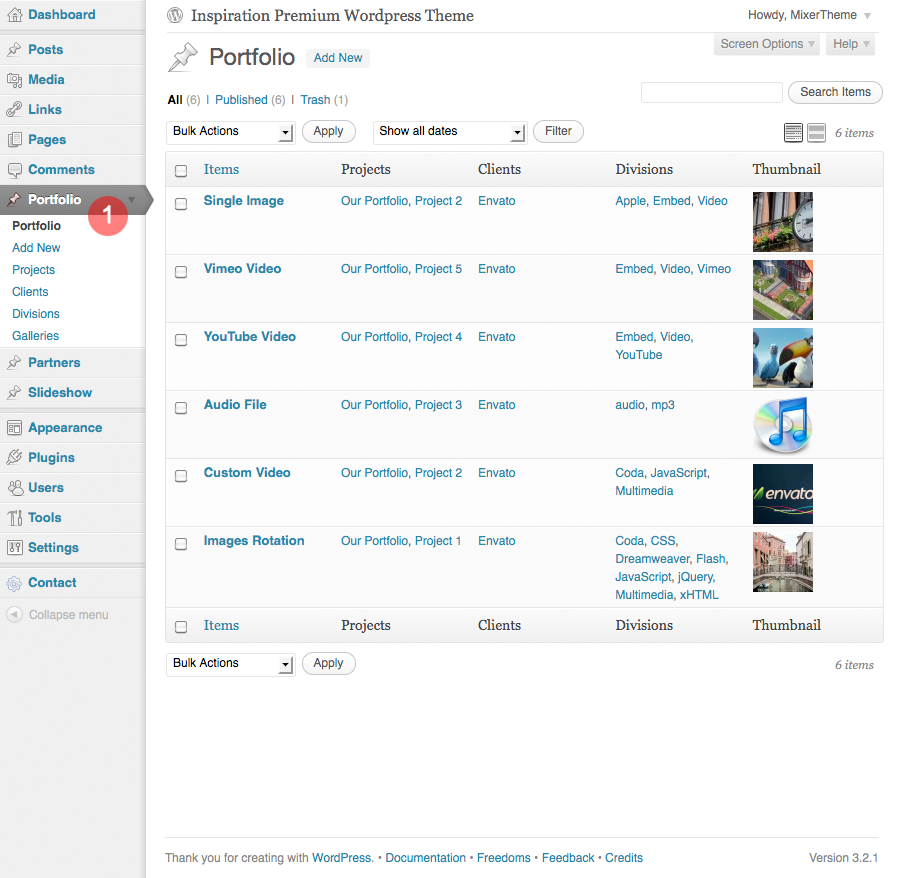 Dashboard
Posts
Media
Links
Pages
Comments
Portfolio
1
Portfolio
Add New
Projects
Clients
Divisions
Galleries
Partners
Slideshow
Appearance
Plugins
Users
Tools
Settings
Contact
Collapse menu
Inspiration Premium Wordpress Theme
Howdy, MixerTheme
Screen Options Help
Portfolio Add New
All (6) | Published (6) | Trash (1)
Search Items
Bulk Actions Apply Show all dates Filter 6 items
Items Projects Clients Divisions Thumbnail
Single Image Our Portfolio, Project 2 Envato Apple, Embed, Video
Vimeo Video Our Portfolio, Project 5 Envato Embed, Video, Vimeo
YouTube Video Our Portfolio, Project 4 Envato Embed, Video,
YouTube
Audio File Our Portfolio, Project 3 Envato audio, mp3
Custom Video Our Portfolio, Project 2 Envato Coda, JavaScript,
Multimedia
envato
Images Rotation Our Portfolio, Project 1 Envato Coda, CSS,
Dreamweaver, Flash,
JavaScript, jQuery,
Multimedia, xHTML
Items Projects Clients Divisions Thumbnail
Bulk Actions Apply 6 items
Thank you for creating with WordPress. • Documentation • Freedoms • Feedback • Credits Version 3.2.1